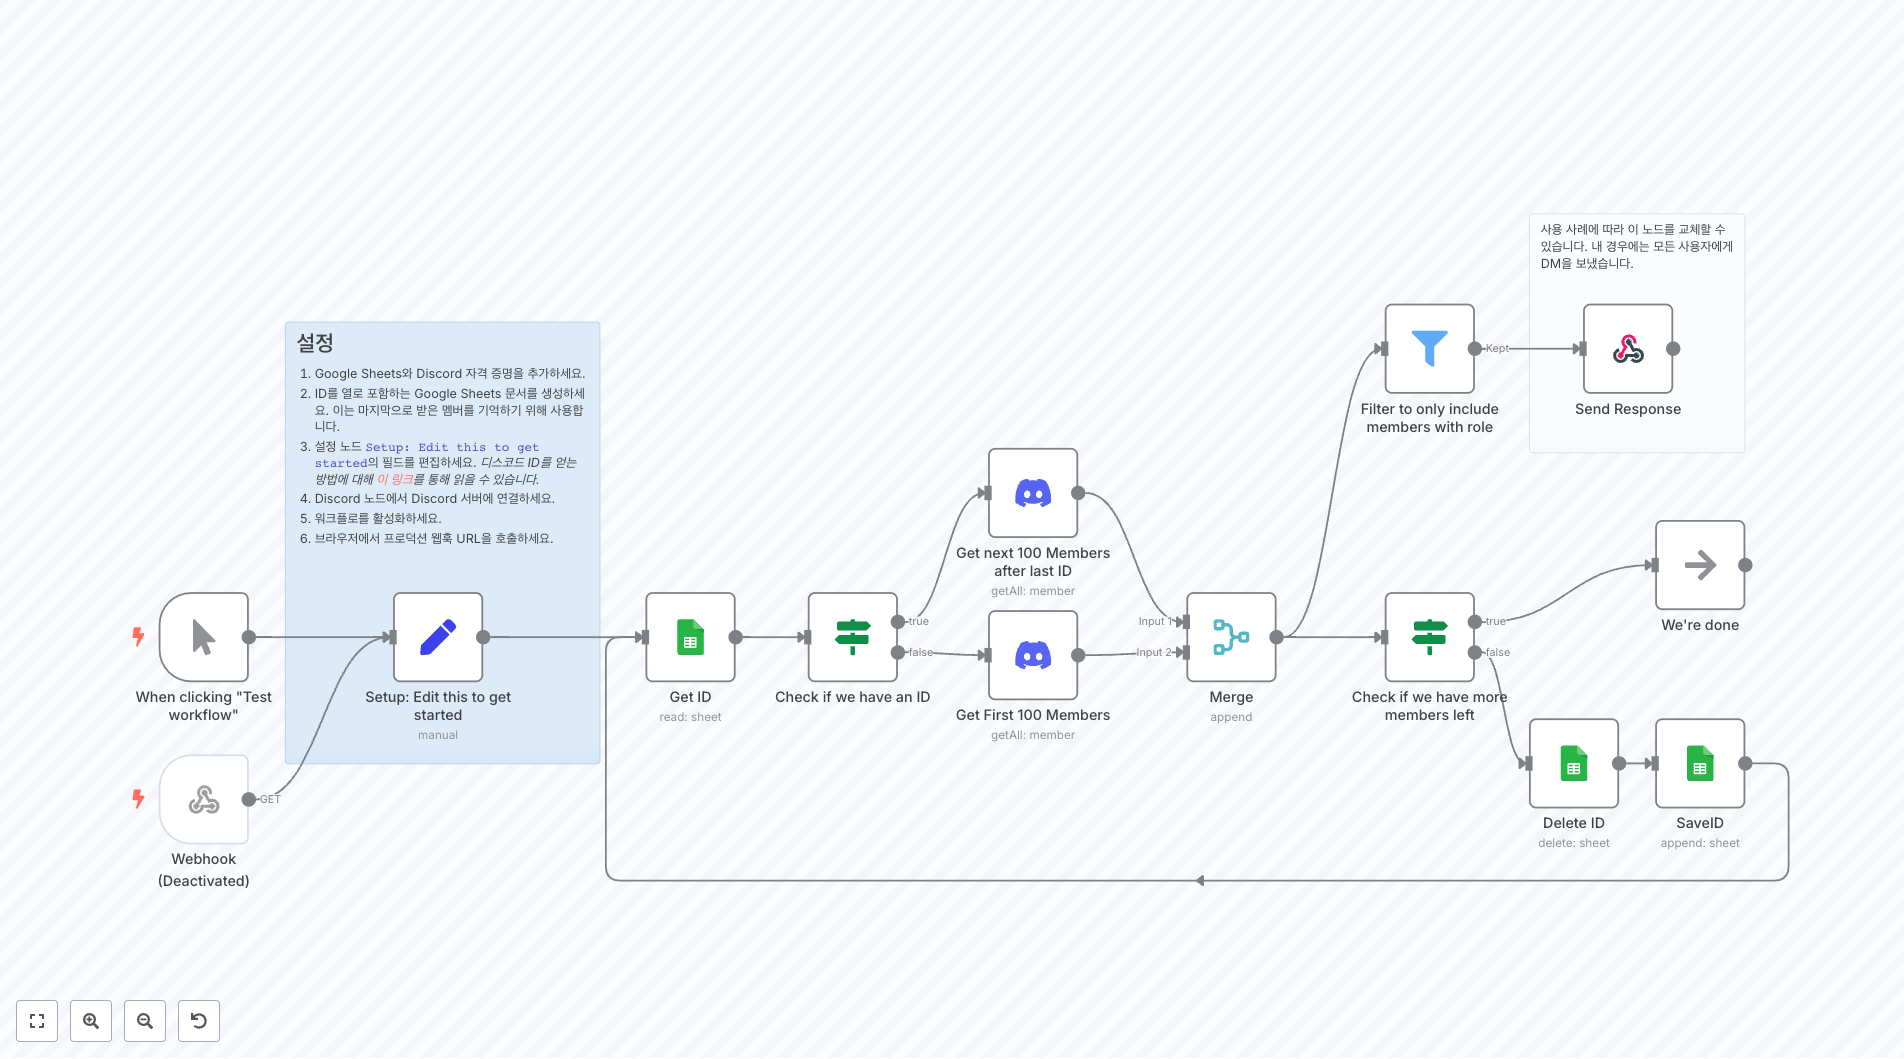 사용 사례에 따라 이 노드를 교체할 수
있습니다. 내 경우에는 모든 사용자에게
DM을 보냈습니다.
설정
1. Google Sheets와 Discord 자격 증명을 추가하세요.
2. ID를 열로 포함하는 Google Sheets 문서를 생성하세
요. 이는 마지막으로 받은 멤버를 기억하기 위해 사용합
니다.
3. 설정 노드 Setup: Edit this to get
started의 필드를 편집하세요. 디스코드 ID를 얻는
방법에 대해 이 링크를 통해 읽을 수 있습니다.
4. Discord 노드에서 Discord 서버에 연결하세요.
5. 워크플로를 활성화하세요.
6. 브라우저에서 프로덕션 웹훅 URL을 호출하세요.
Kept
Filter to only include
members with role
Send Response
Get next 100 Members
after last ID
getAll: member
When clicking "Test
workflow"
Setup: Edit this to get
started
manual
Get ID
read: sheet
true
false
Check if we have an ID
Get First 100 Members
getAll: member
Input 1
Input 2
Merge
append
true
false
Check if we have more
members left
We're done
GET
Webhook
(Deactivated)
Delete ID
delete: sheet
SaveID
append: sheet